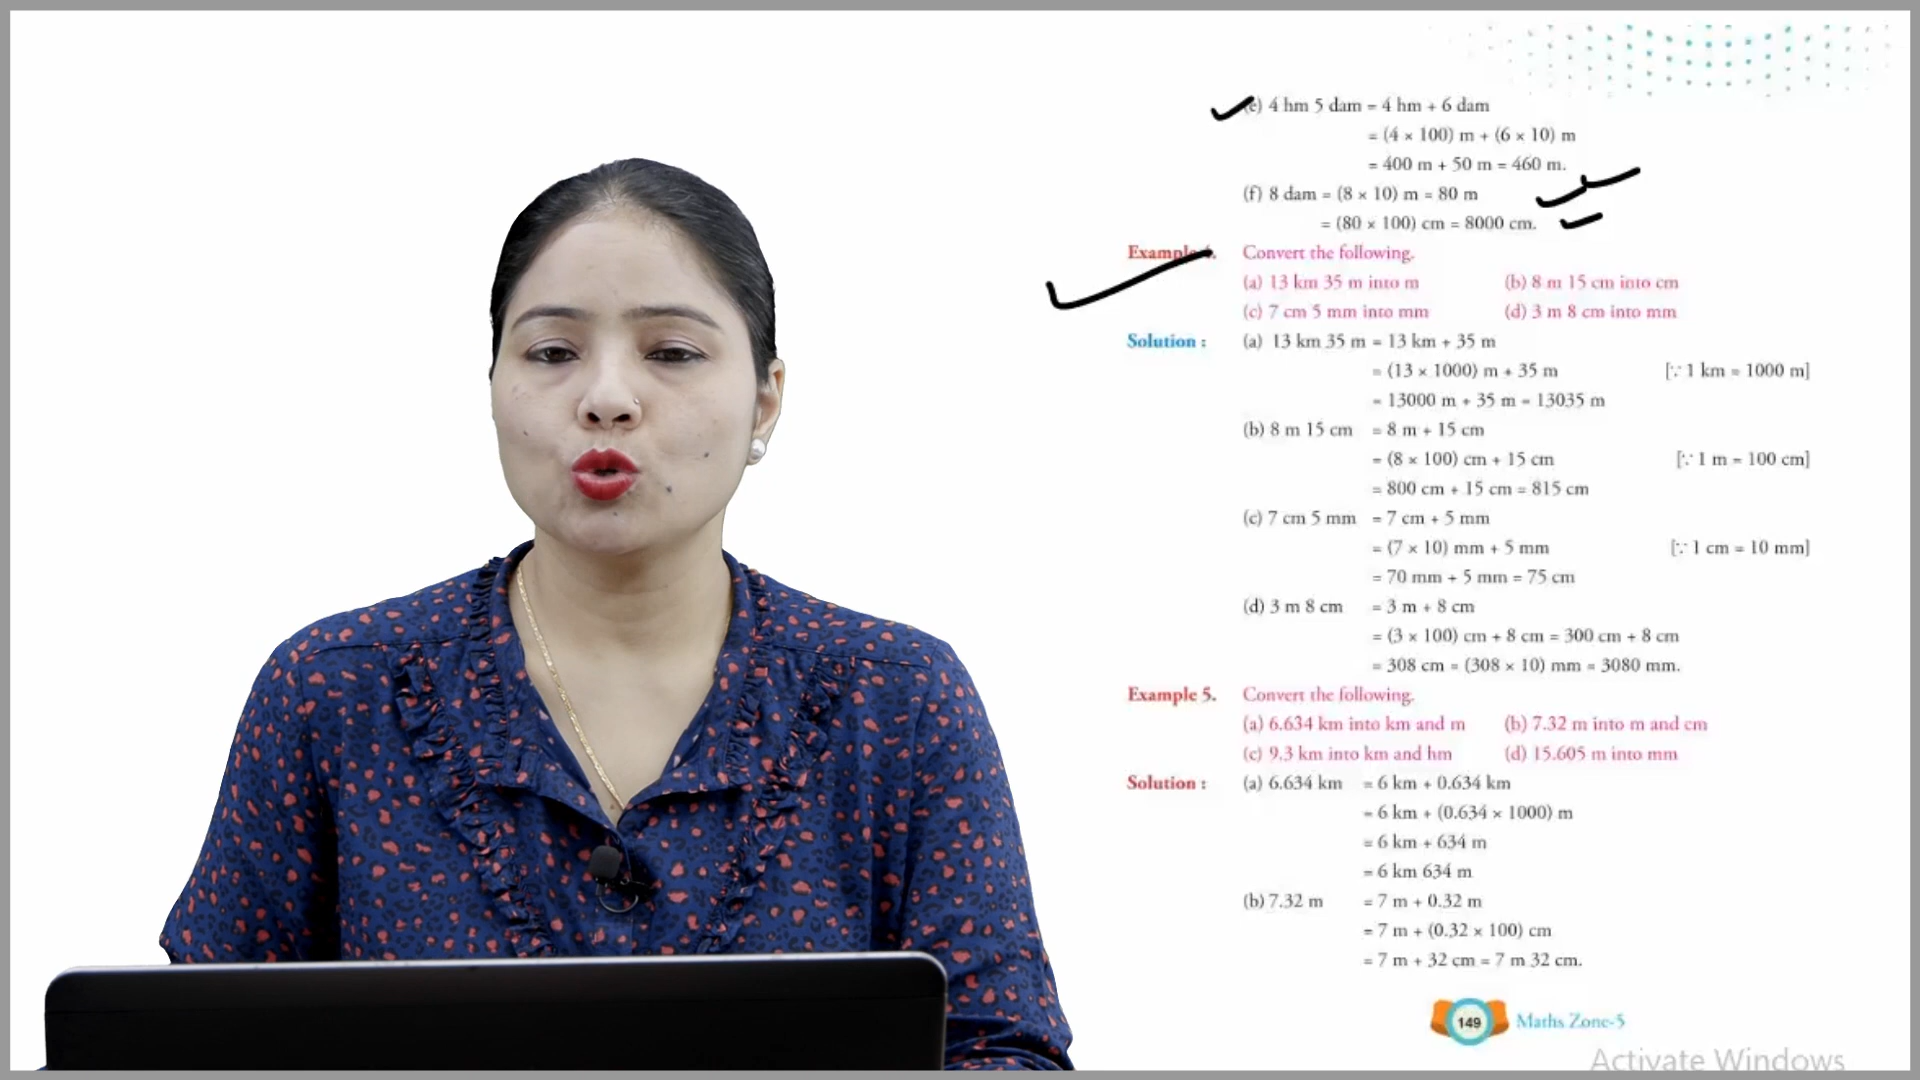 (e) 4 hm 5 dam = 4 hm + 6 dam
= (4 × 100) m + (6 × 10) m
= 400 m + 50 m = 460 m.
(f) 8 dam = (8 × 10) m = 80 m
= (80 × 100) cm = 8000 cm.
Example 4. Convert the following.
(a) 13 km 35 m into m (b) 8 m 15 cm into cm
(c) 7 cm 5 mm into mm (d) 3 m 8 cm into mm
Solution : (a) 13 km 35 m = 13 km + 35 m
= (13 × 1000) m + 35 m [∵ 1 km = 1000 m]
= 13000 m + 35 m = 13035 m
(b) 8 m 15 cm = 8 m + 15 cm
= (8 × 100) cm + 15 cm [∵ 1 m = 100 cm]
= 800 cm + 15 cm = 815 cm
(c) 7 cm 5 mm = 7 cm + 5 mm
= (7 × 10) mm + 5 mm [∵ 1 cm = 10 mm]
= 70 mm + 5 mm = 75 cm
(d) 3 m 8 cm = 3 m + 8 cm
= (3 × 100) cm + 8 cm = 300 cm + 8 cm
= 308 cm = (308 × 10) mm = 3080 mm.
Example 5. Convert the following.
(a) 6.634 km into km and m (b) 7.32 m into m and cm
(c) 9.3 km into km and hm (d) 15.605 m into mm
Solution : (a) 6.634 km = 6 km + 0.634 km
= 6 km + (0.634 × 1000) m
= 6 km + 634 m
= 6 km 634 m
(b) 7.32 m = 7 m + 0.32 m
= 7 m + (0.32 × 100) cm
= 7 m + 32 cm = 7 m 32 cm.
149 Maths Zone-5
Activate Windows